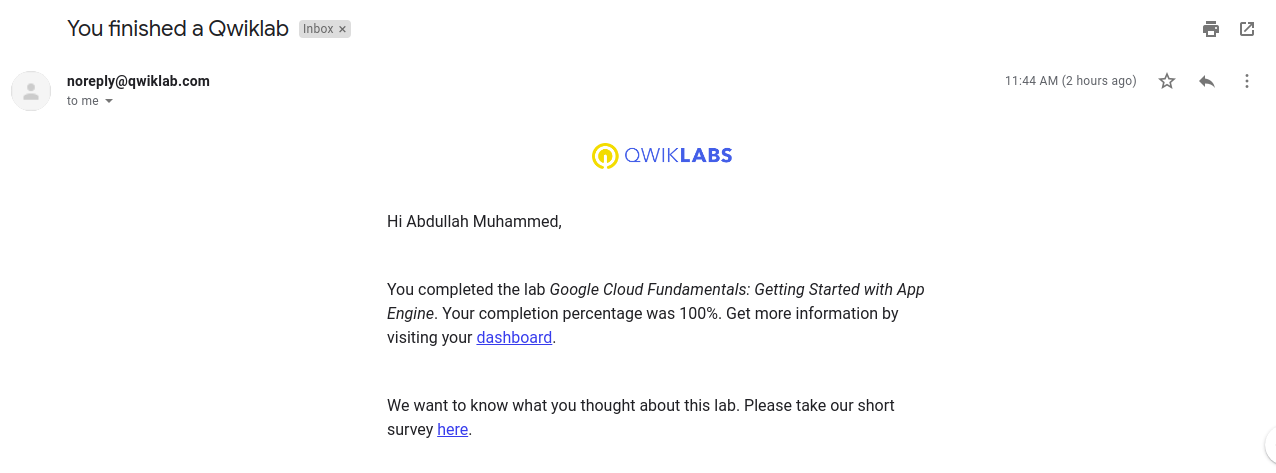 You finished a Qwiklab Inbox ×
noreply@qwiklab.com 11:44 AM (2 hours ago)
to me
QWIKLABS
Hi Abdullah Muhammed,
You completed the lab Google Cloud Fundamentals: Getting Started with App
Engine. Your completion percentage was 100%. Get more information by
visiting your dashboard.
We want to know what you thought about this lab. Please take our short
survey here.